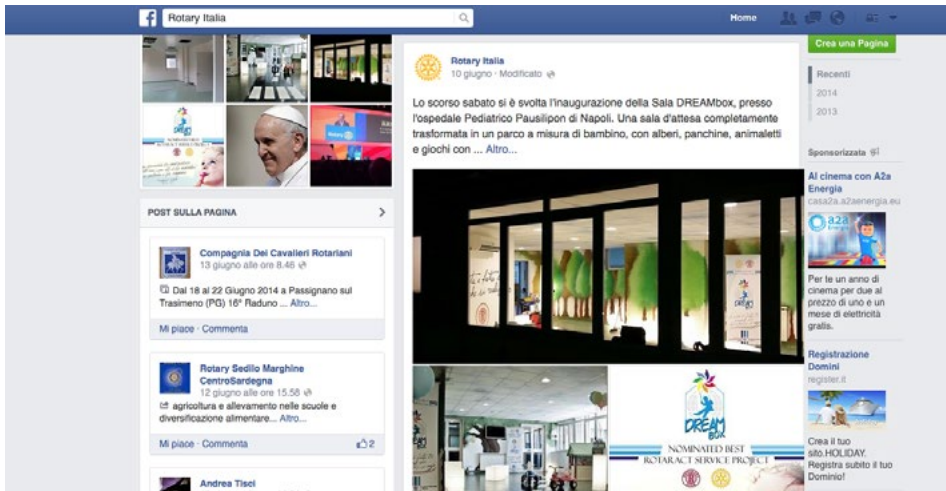 Rotary Italia
Home
POST SULLA PAGINA
Compagnia Dei Cavalieri Rotariani
13 giugno alle ore 8.46
Dal 18 al 22 Giugno 2014 a Passignano sul
Trasimeno (PG) 16° Raduno ... Altro...
Mi piace · Commenta
Rotary Sedilo Marghine
CentroSardegna
12 giugno alle ore 15.58
agricoltura e allevamento nelle scuole e
diversificazione alimentare... Altro...
Mi piace · Commenta
2
Andrea Tisci
Rotary Italia
10 giugno · Modificato
Lo scorso sabato si è svolta l'inaugurazione della Sala DREAMbox, presso
l'ospedale Pediatrico Pausilipon di Napoli. Una sala d'attesa completamente
trasformata in un parco a misura di bambino, con alberi, panchine, animaletti
e giochi con ... Altro...
DREAM
BOX
NOMINATED BEST
ROTARACT SERVICE PROJECT
Crea una Pagina
Recenti
2014
2013
Sponsorizzata
Al cinema con A2a
Energia
casa2a.a2aenergia.eu
a2a
Per te un anno di
cinema per due al
prezzo di uno e un
mese di elettricità
gratis.
Registrazione
Domini
register.it
Crea il tuo
sito.HOLIDAY.
Registra subito il tuo
Dominio!